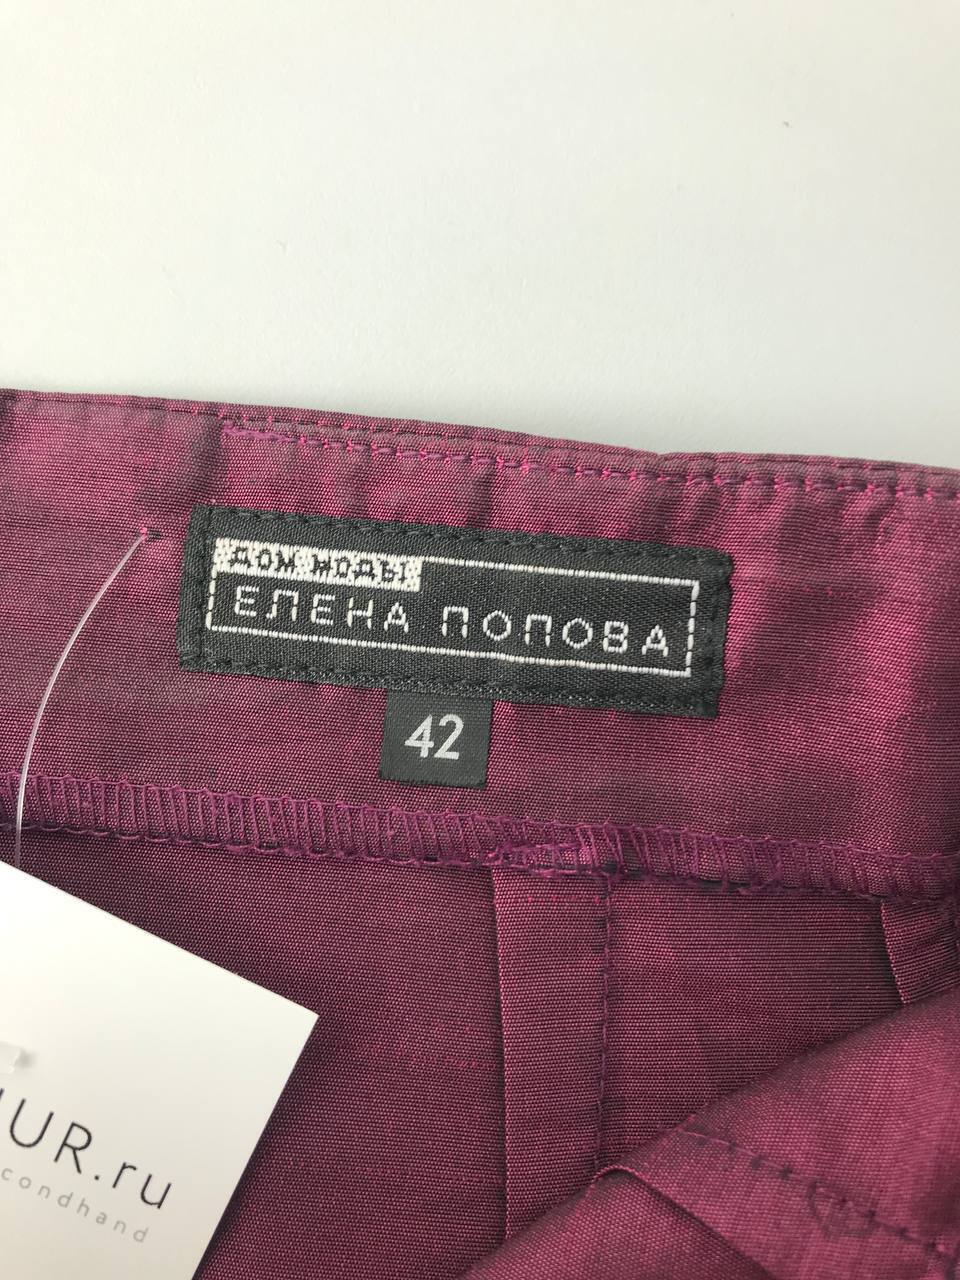 ДОМ МОДЫ
ЕЛЕНА ПОПОВА
42
UR.ru
condhand